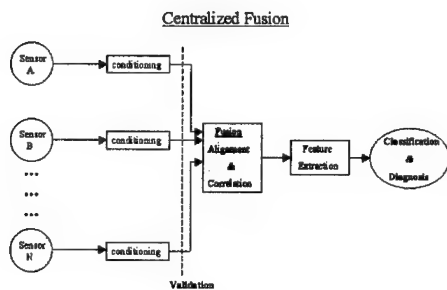 Centralized Fusion
Sensor
A
conditioning
Sensor
B
conditioning
...
...
Sensor
N
conditioning
Fusion
Alignment
&
Correlation
Feature
Extraction
Classification
&
Diagnosis
Validation